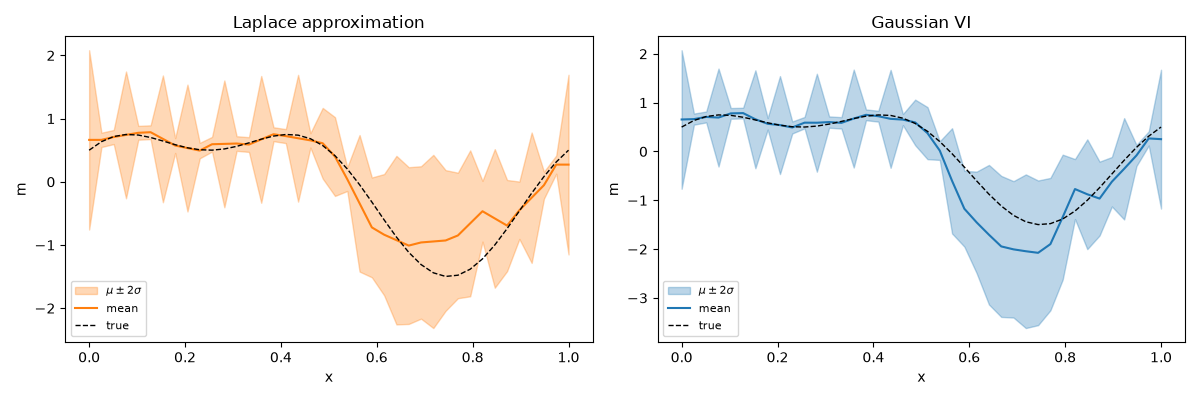 Laplace approximation
m
2
1
0
−1
−2
μ ± 2σ
mean
true
0.0 0.2 0.4 0.6 0.8 1.0
x
Gaussian VI
m
2
1
0
−1
−2
−3
μ ± 2σ
mean
true
0.0 0.2 0.4 0.6 0.8 1.0
x